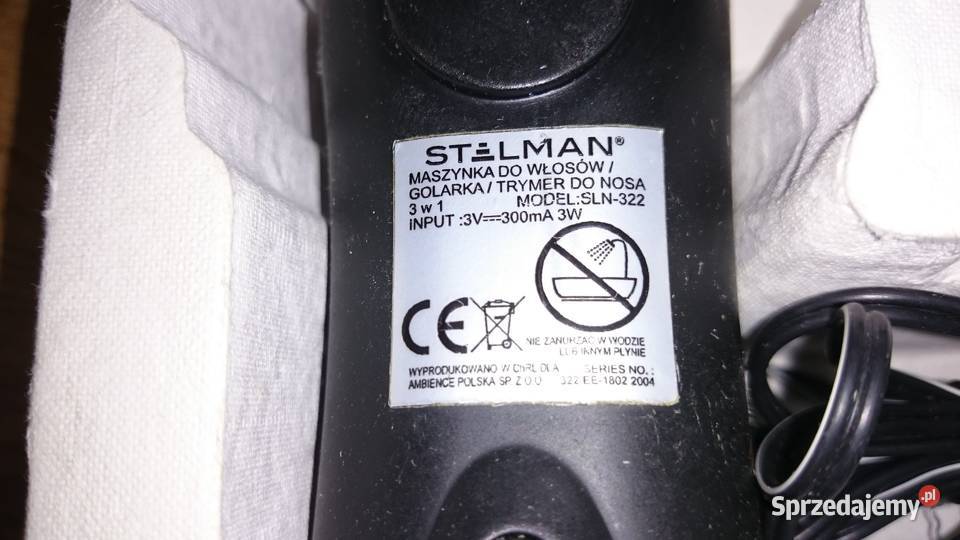 STALMAN®
MASZYNKA DO WŁOSÓW /
GOLARKA / TRYMER DO NOSA
3 w 1 MODEL:SLN-322
INPUT :3V⎓300mA 3W
CE
NIE ZANURZAĆ W WODZIE
LUB INNYM PŁYNIE
WYPRODUKOWANO W ChRL DLA SERIES NO.:
AMBIENCE POLSKA SP. Z O.O 322 EE-1802 2004
Sprzedajemy.pl